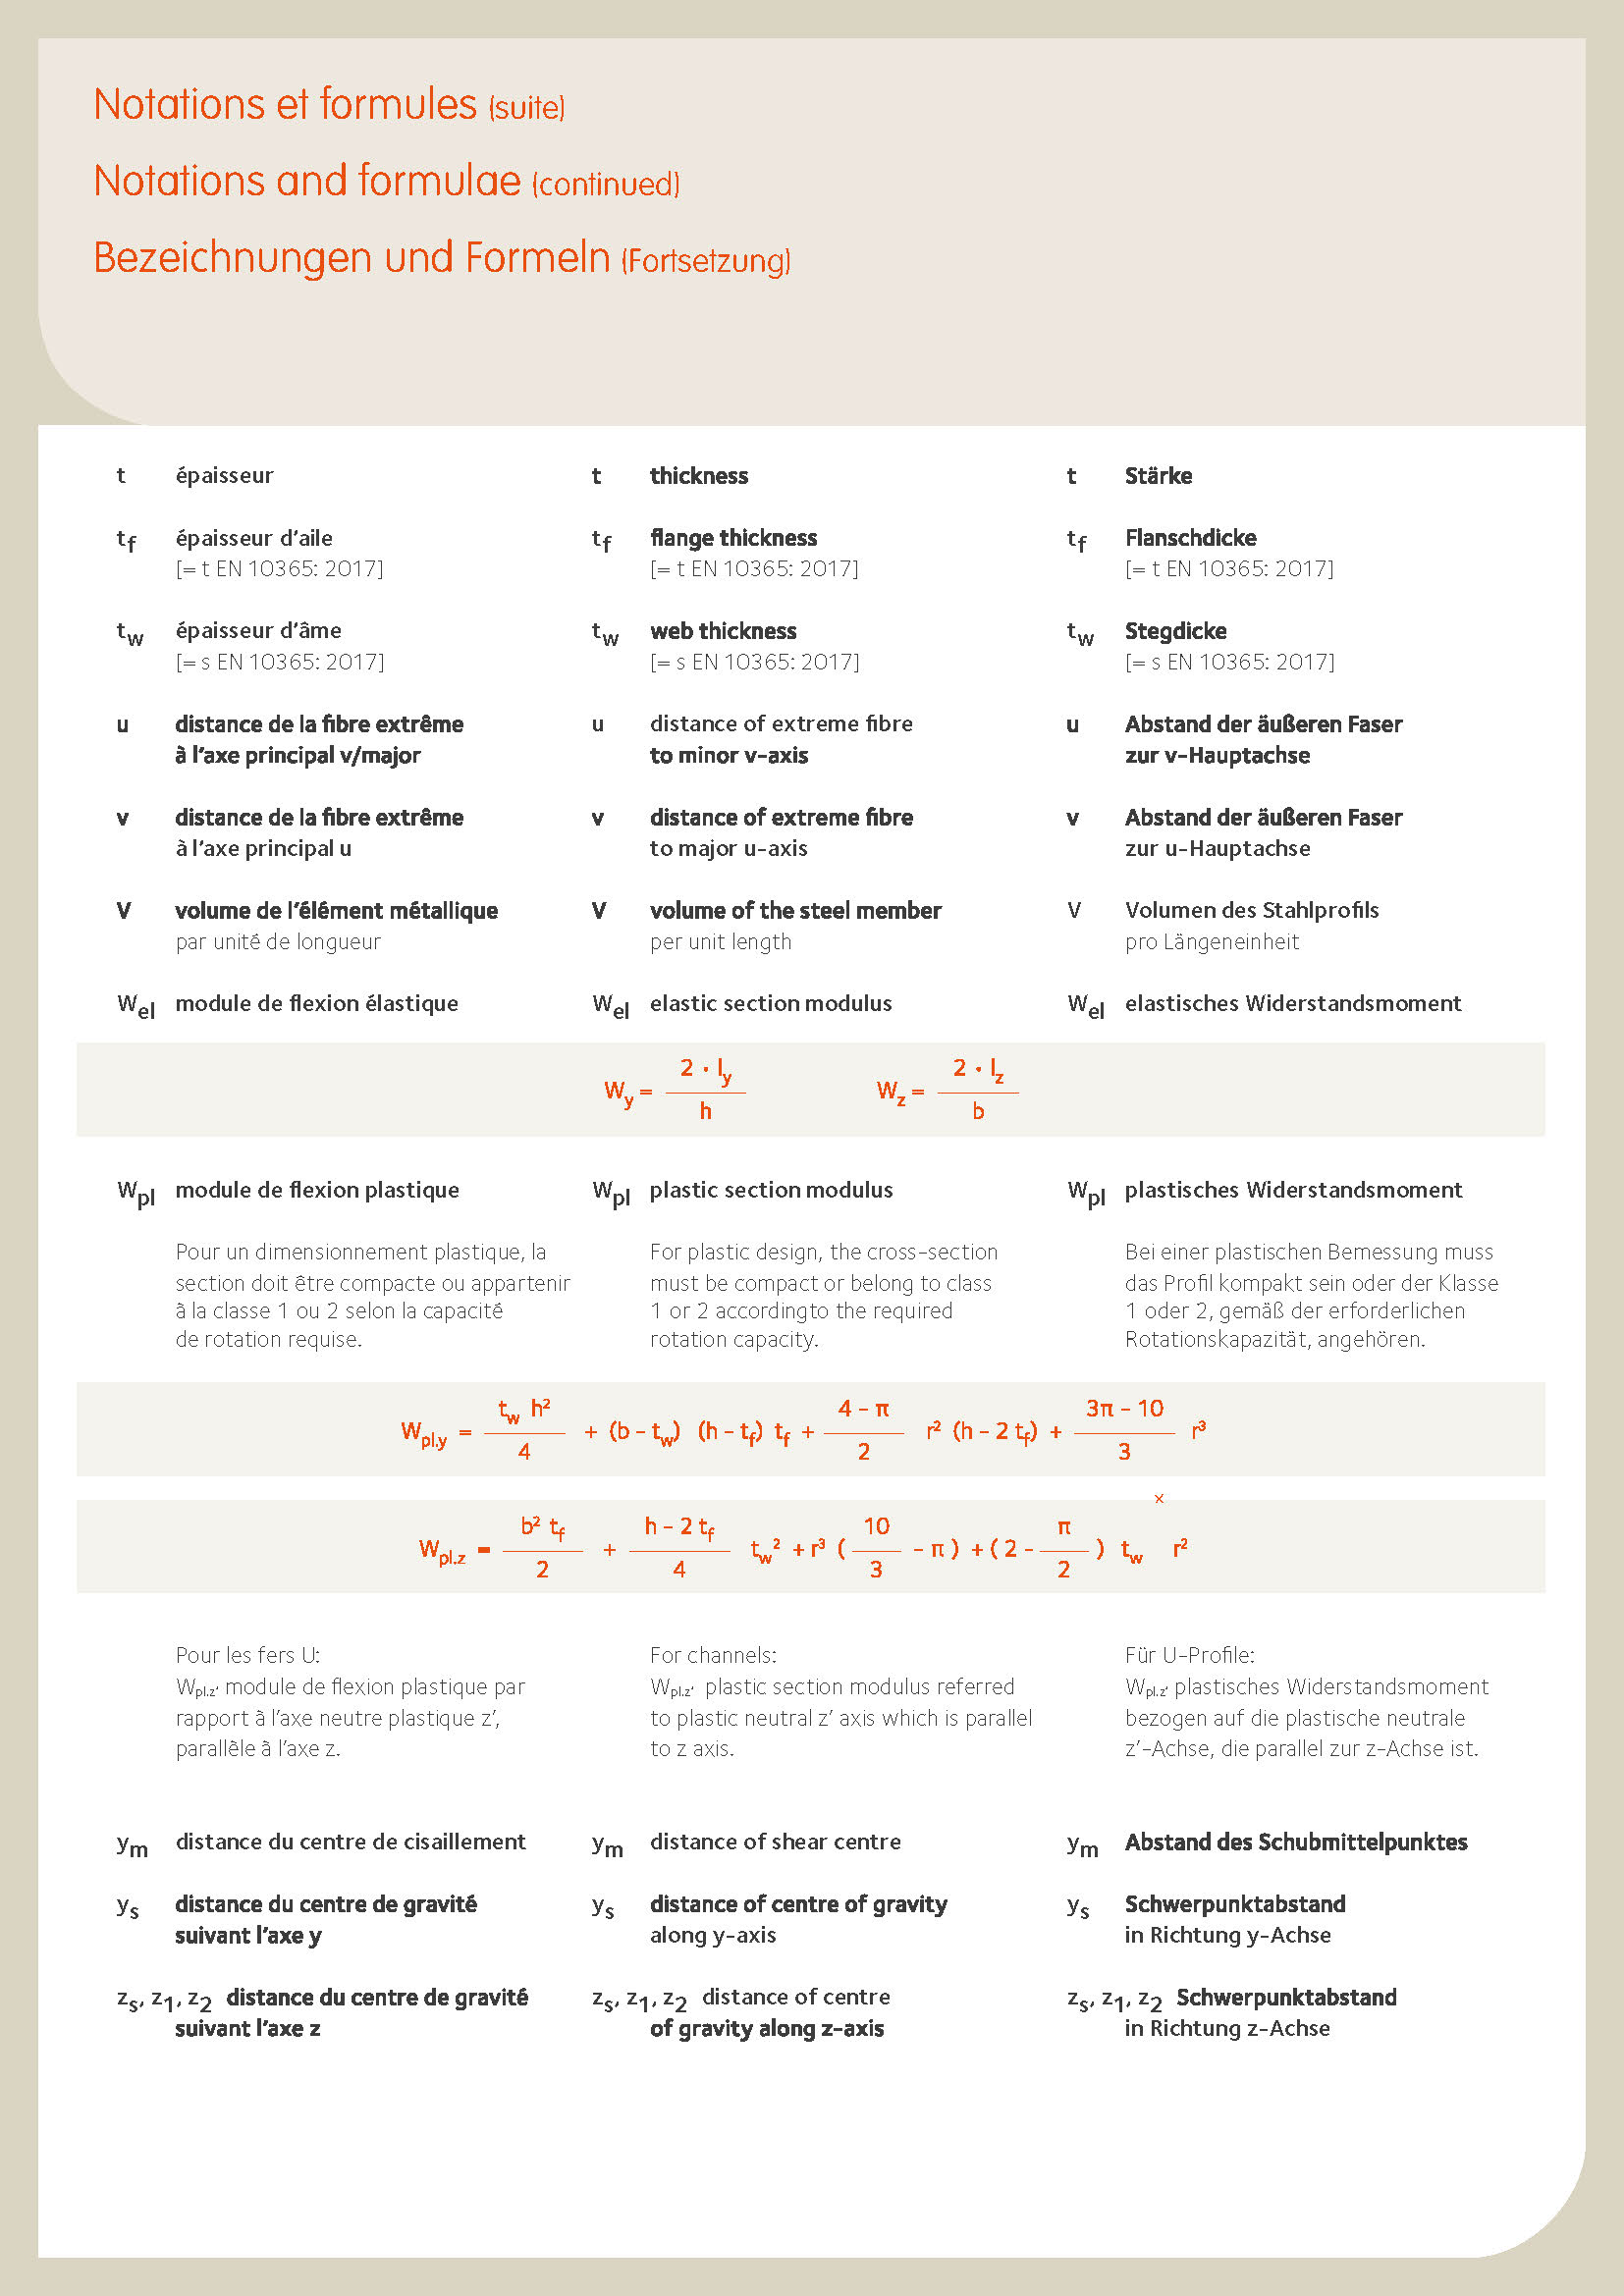 Notations et formules (suite)
Notations and formulae (continued)
Bezeichnungen und Formeln (Fortsetzung)
t épaisseur
t thickness
t Stärke
tf épaisseur d'aile
[= t EN 10365: 2017]
tf flange thickness
[= t EN 10365: 2017]
tf Flanschdicke
[= t EN 10365: 2017]
tw épaisseur d'âme
[= s EN 10365: 2017]
tw web thickness
[= s EN 10365: 2017]
tw Stegdicke
[= s EN 10365: 2017]
u distance de la fibre extrême
à l'axe principal v/major
u distance of extreme fibre
to minor v-axis
u Abstand der äußeren Faser
zur v-Hauptachse
v distance de la fibre extrême
à l'axe principal u
v distance of extreme fibre
to major u-axis
v Abstand der äußeren Faser
zur u-Hauptachse
V volume de l'élément métallique
par unité de longueur
V volume of the steel member
per unit length
V Volumen des Stahlprofils
pro Längeneinheit
Wel module de flexion élastique
Wel elastic section modulus
Wel elastisches Widerstandsmoment
Wy = 2 · Iy / h
Wz = 2 · Iz / b
Wpl module de flexion plastique
Wpl plastic section modulus
Wpl plastisches Widerstandsmoment
Pour un dimensionnement plastique, la
section doit être compacte ou appartenir
à la classe 1 ou 2 selon la capacité
de rotation requise.
For plastic design, the cross-section
must be compact or belong to class
1 or 2 accordingto the required
rotation capacity.
Bei einer plastischen Bemessung muss
das Profil kompakt sein oder der Klasse
1 oder 2, gemäß der erforderlichen
Rotationskapazität, angehören.
Wpl.y = tw h² / 4 + (b - tw) (h - tf) tf + 4 - π / 2 r² (h - 2 tf) + 3π - 10 / 3 r³
x
Wpl.z = b² tf / 2 + h - 2 tf / 4 tw² + r³ ( 10 / 3 - π ) + ( 2 - π / 2 ) tw r²
Pour les fers U:
Wpl.z' module de flexion plastique par
rapport à l'axe neutre plastique z',
parallèle à l'axe z.
For channels:
Wpl.z' plastic section modulus referred
to plastic neutral z' axis which is parallel
to z axis.
Für U-Profile:
Wpl.z' plastisches Widerstandsmoment
bezogen auf die plastische neutrale
z'-Achse, die parallel zur z-Achse ist.
ym distance du centre de cisaillement
ym distance of shear centre
ym Abstand des Schubmittelpunktes
ys distance du centre de gravité
suivant l'axe y
ys distance of centre of gravity
along y-axis
ys Schwerpunktabstand
in Richtung y-Achse
zs, z1, z2 distance du centre de gravité
suivant l'axe z
zs, z1, z2 distance of centre
of gravity along z-axis
zs, z1, z2 Schwerpunktabstand
in Richtung z-Achse